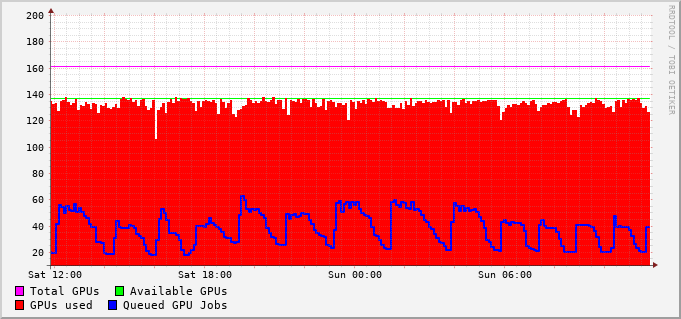 200
180
160
140
120
100
80
60
40
20
Sat 12:00 Sat 18:00 Sun 00:00 Sun 06:00
Total GPUs Available GPUs
GPUs used Queued GPU Jobs
RRDTOOL / TOBI OETIKER